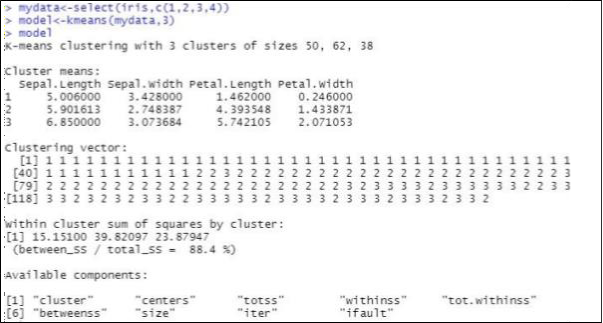 > mydata<-select(iris,c(1,2,3,4))
> model<-kmeans(mydata,3)
> model
K-means clustering with 3 clusters of sizes 50, 62, 38
Cluster means:
Sepal.Length Sepal.Width Petal.Length Petal.Width
1 5.006000 3.428000 1.462000 0.246000
2 5.901613 2.748387 4.393548 1.433871
3 6.850000 3.073684 5.742105 2.071053
Clustering vector:
[1] 1 1 1 1 1 1 1 1 1 1 1 1 1 1 1 1 1 1 1 1 1 1 1 1 1 1 1 1 1 1 1 1 1 1 1 1 1 1 1
[40] 1 1 1 1 1 1 1 1 1 1 1 2 2 3 2 2 2 2 2 2 2 2 2 2 2 2 2 2 2 2 2 2 2 2 2 2 2 2 3
[79] 2 2 2 2 2 2 2 2 2 2 2 2 2 2 2 2 2 2 2 2 2 2 3 2 3 3 3 3 2 3 3 3 3 3 3 2 2 3 3
[118] 3 3 2 3 2 3 2 3 3 2 2 3 3 3 3 3 2 3 3 3 3 2 3 3 3 2 3 3 3 2 3 3 2
Within cluster sum of squares by cluster:
[1] 15.15100 39.82097 23.87947
(between_SS / total_SS = 88.4 %)
Available components:
[1] "cluster" "centers" "totss" "withinss" "tot.withinss"
[6] "betweenss" "size" "iter" "ifault"